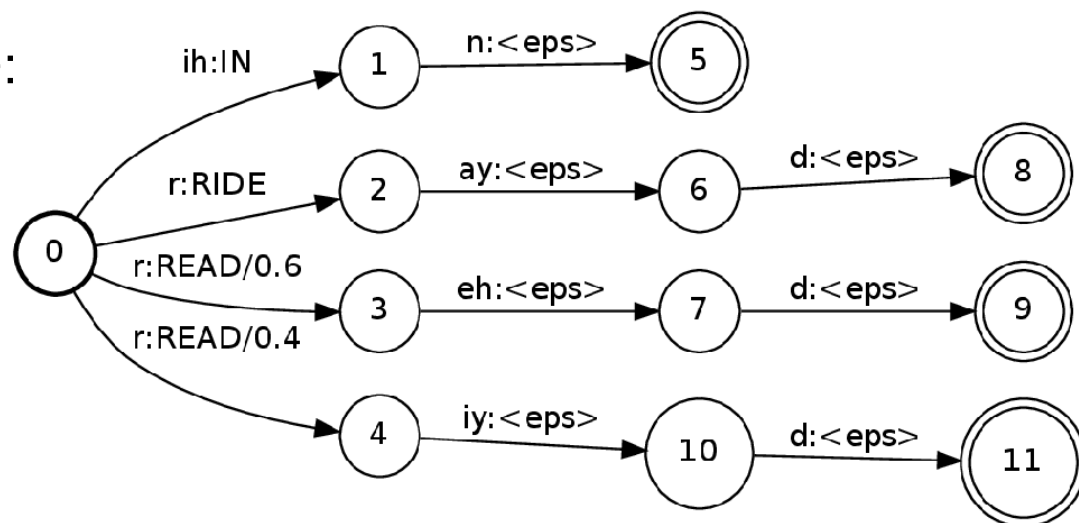 :
ih:IN
1
n:<eps>
5
r:RIDE
2
ay:<eps>
6
d:<eps>
8
0
r:READ/0.6
3
eh:<eps>
7
d:<eps>
9
r:READ/0.4
4
iy:<eps>
10
d:<eps>
11